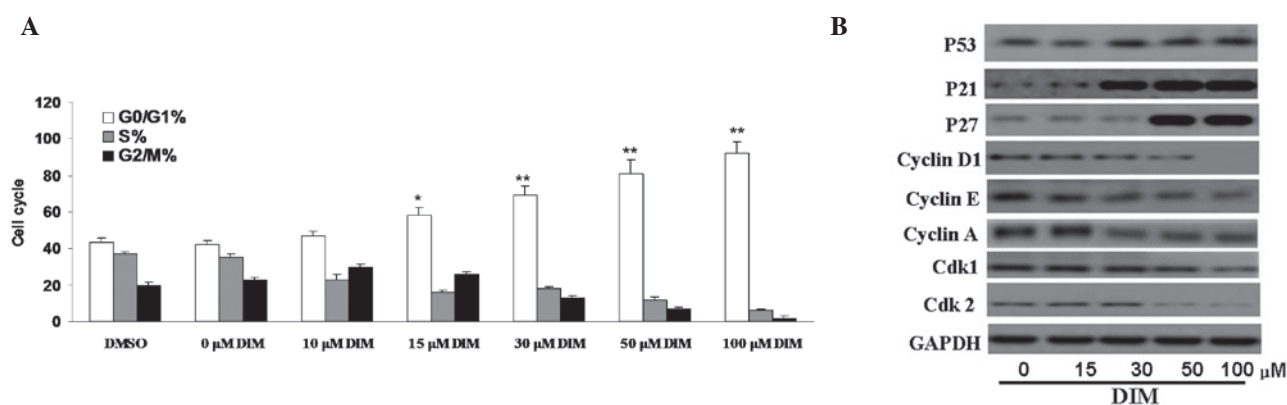 A
B
120
100
80
60
40
20
0
Cell cycle
G0/G1%
S%
G2/M%
*
**
**
**
DMSO 0 μM DIM 10 μM DIM 15 μM DIM 30 μM DIM 50 μM DIM 100 μM DIM
P53
P21
P27
Cyclin D1
Cyclin E
Cyclin A
Cdk1
Cdk 2
GAPDH
0 15 30 50 100 μM
DIM